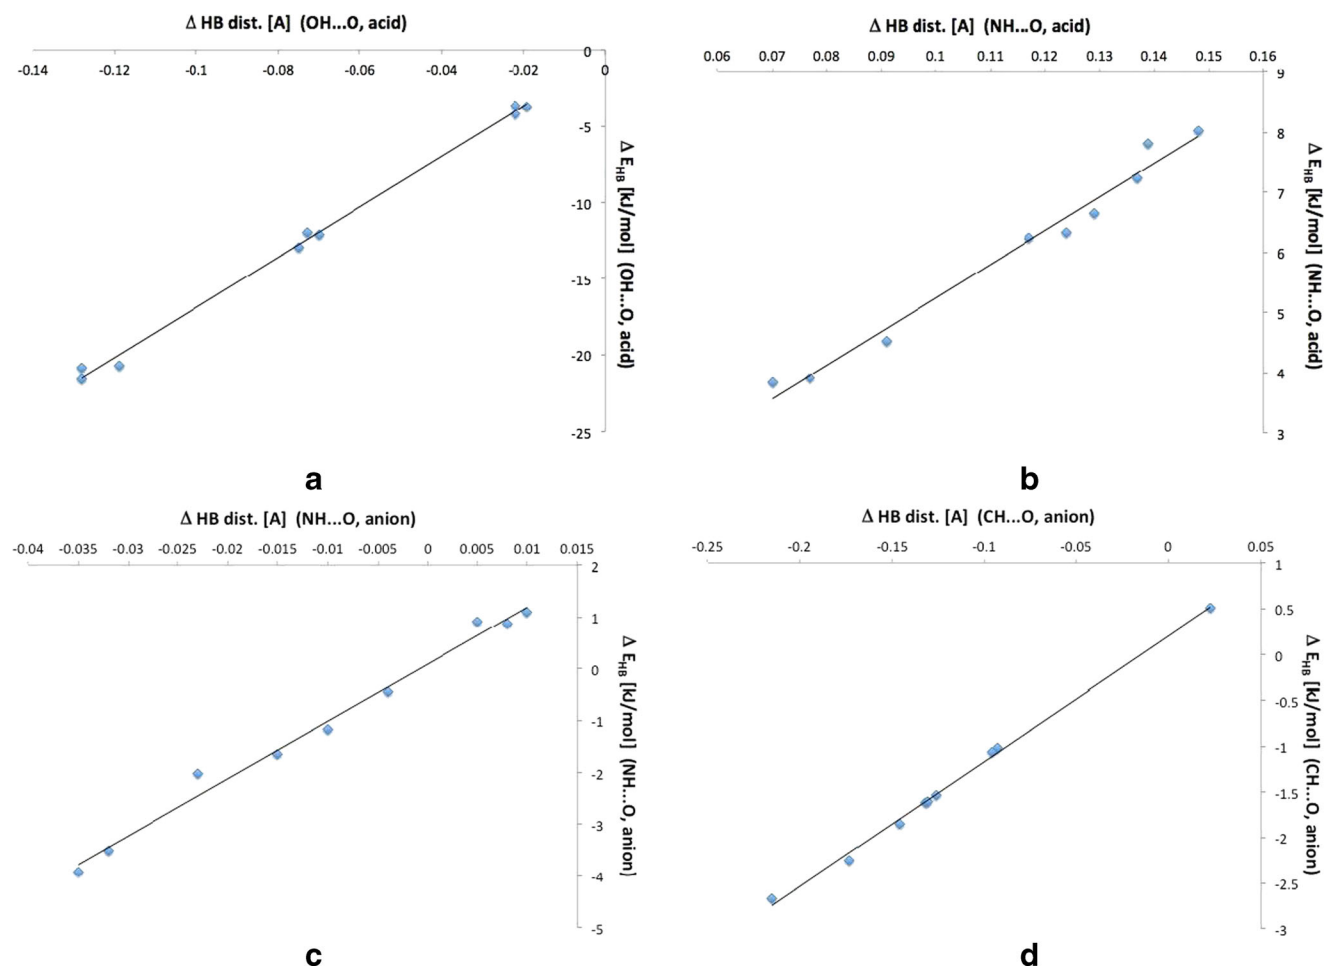 Δ HB dist. [A] (OH...O, acid)
-0.14 -0.12 -0.1 -0.08 -0.06 -0.04 -0.02 0
0
-5
-10
-15
-20
-25
Δ EHB [kJ/mol] (OH...O, acid)
a
Δ HB dist. [A] (NH...O, acid)
0.06 0.07 0.08 0.09 0.1 0.11 0.12 0.13 0.14 0.15 0.16
9
8
7
6
5
4
3
Δ EHB [kJ/mol] (NH...O, acid)
b
Δ HB dist. [A] (NH...O, anion)
-0.04 -0.035 -0.03 -0.025 -0.02 -0.015 -0.01 -0.005 0 0.005 0.01 0.015
2
1
0
-1
-2
-3
-4
-5
Δ EHB [kJ/mol] (NH...O, anion)
c
Δ HB dist. [A] (CH...O, anion)
-0.25 -0.2 -0.15 -0.1 -0.05 0 0.05
1
0.5
0
-0.5
-1
-1.5
-2
-2.5
-3
Δ EHB [kJ/mol] (CH...O, anion)
d